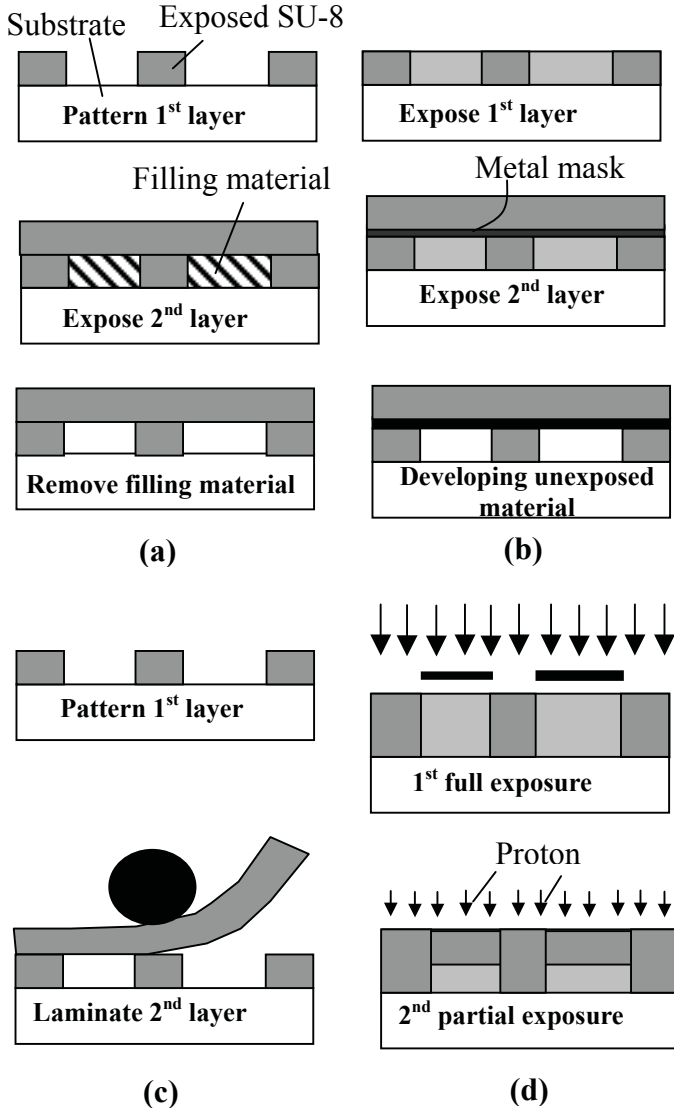 Substrate
Exposed SU-8
Pattern 1st layer
Filling material
Expose 2nd layer
Remove filling material
(a)
Expose 1st layer
Metal mask
Expose 2nd layer
Developing unexposed
material
(b)
Pattern 1st layer
Laminate 2nd layer
(c)
1st full exposure
Proton
2nd partial exposure
(d)